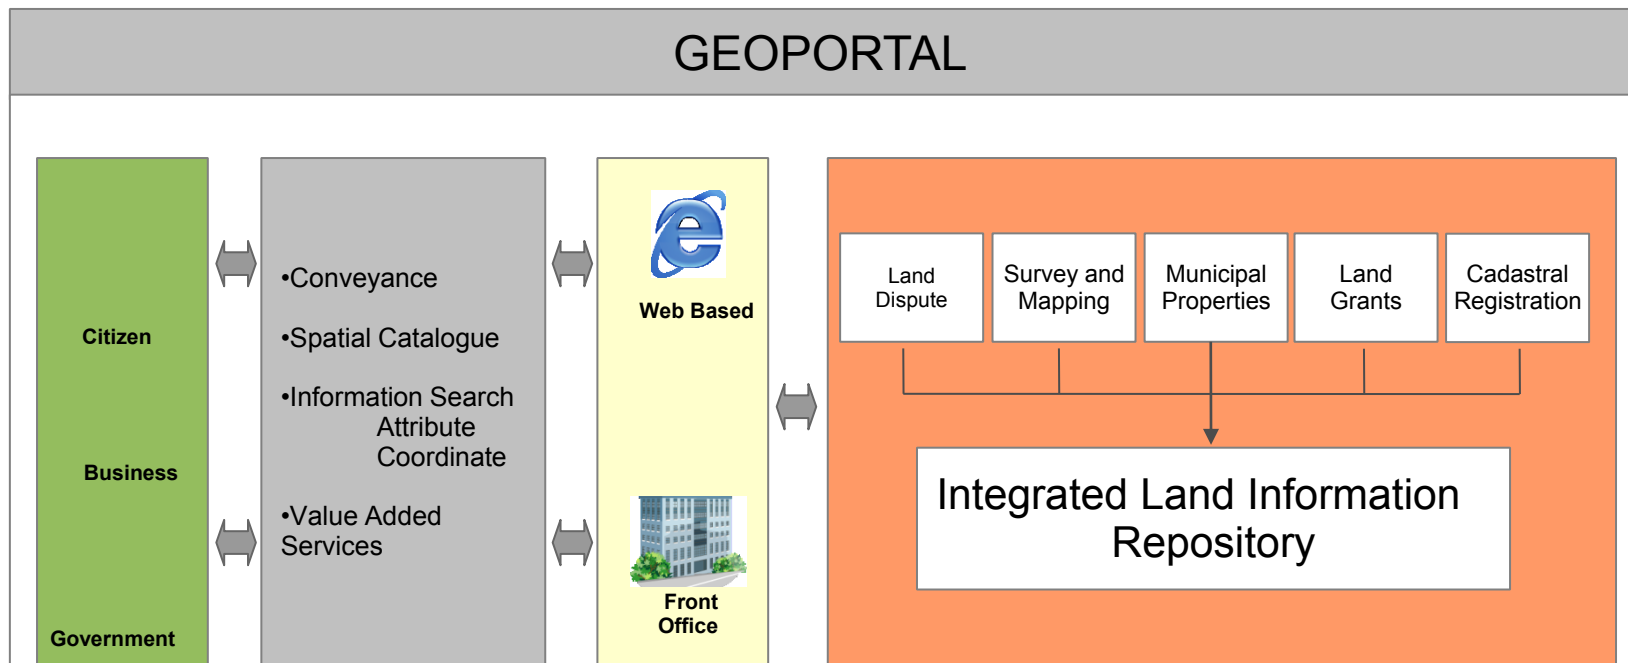 GEOPORTAL
Citizen
Business
Government
•Conveyance
•Spatial Catalogue
•Information Search
Attribute
Coordinate
•Value Added
Services
Web Based
Front
Office
Land
Dispute
Survey and
Mapping
Municipal
Properties
Land
Grants
Cadastral
Registration
Integrated Land Information
Repository